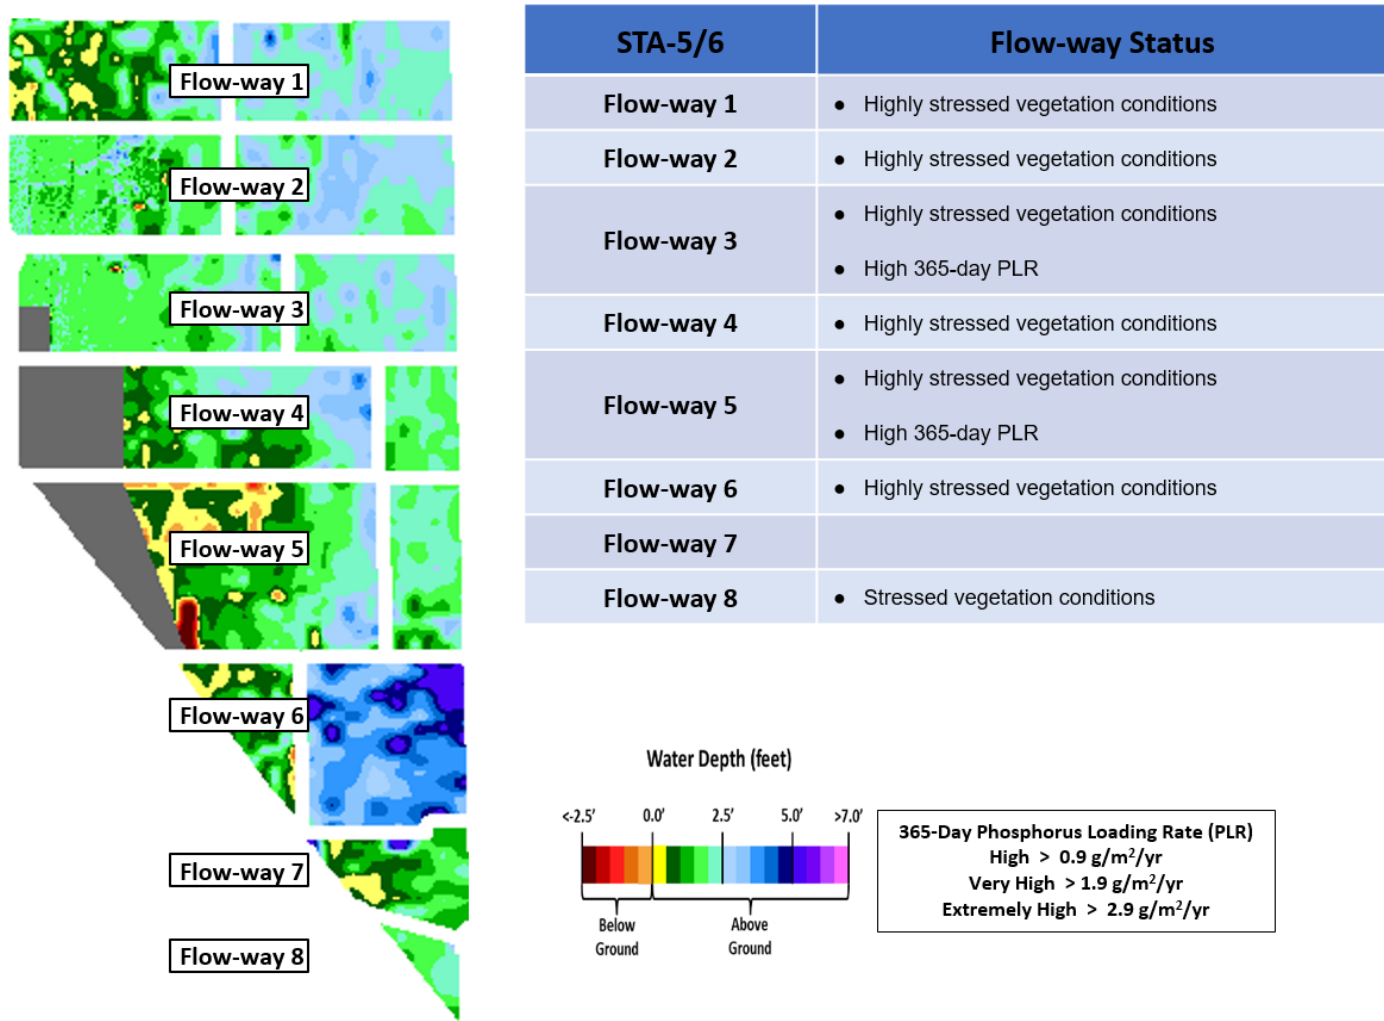 Flow-way 1
Flow-way 2
Flow-way 3
Flow-way 4
Flow-way 5
Flow-way 6
Flow-way 7
Flow-way 8
STA-5/6 Flow-way Status
Flow-way 1 ● Highly stressed vegetation conditions
Flow-way 2 ● Highly stressed vegetation conditions
Flow-way 3
● Highly stressed vegetation conditions
● High 365-day PLR
Flow-way 4 ● Highly stressed vegetation conditions
Flow-way 5
● Highly stressed vegetation conditions
● High 365-day PLR
Flow-way 6 ● Highly stressed vegetation conditions
Flow-way 7
Flow-way 8 ● Stressed vegetation conditions
Water Depth (feet)
<-2.5' 0.0' 2.5' 5.0' >7.0'
Below Above
Ground Ground
365-Day Phosphorus Loading Rate (PLR)
High > 0.9 g/m²/yr
Very High > 1.9 g/m²/yr
Extremely High > 2.9 g/m²/yr